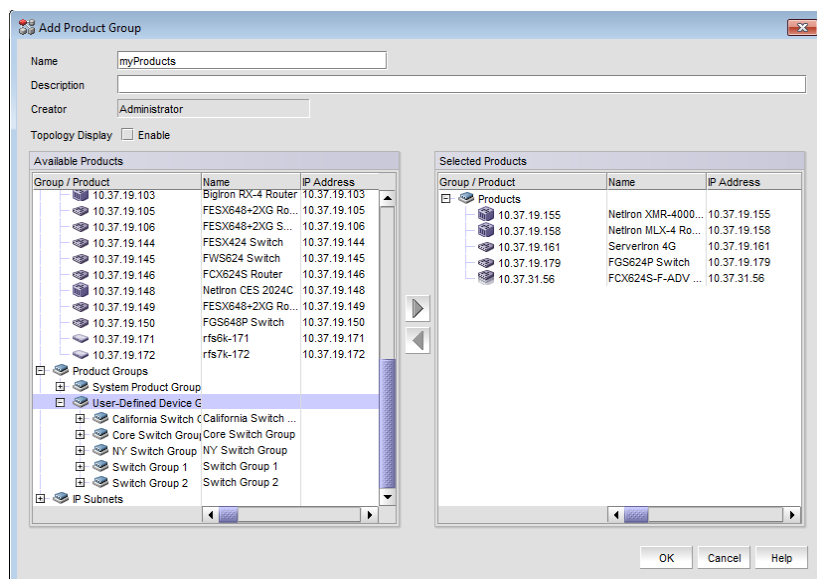 Add Product Group
Name myProducts
Description
Creator Administrator
Topology Display Enable
Available Products
Group / Product Name IP Address
10.37.19.103 BigIron RX-4 Router 10.37.19.103
10.37.19.105 FESX648+2XG Ro... 10.37.19.105
10.37.19.106 FESX648+2XG S... 10.37.19.106
10.37.19.144 FESX424 Switch 10.37.19.144
10.37.19.145 FWS624 Switch 10.37.19.145
10.37.19.146 FCX624S Router 10.37.19.146
10.37.19.148 NetIron CES 2024C 10.37.19.148
10.37.19.149 FESX648+2XG Ro... 10.37.19.149
10.37.19.150 FGS648P Switch 10.37.19.150
10.37.19.171 rfs6k-171 10.37.19.171
10.37.19.172 rfs7k-172 10.37.19.172
Product Groups
System Product Group
User-Defined Device G
California Switch ( California Switch ...
Core Switch Grou Core Switch Group
NY Switch Group NY Switch Group
Switch Group 1 Switch Group 1
Switch Group 2 Switch Group 2
IP Subnets
Selected Products
Group / Product Name IP Address
Products
10.37.19.155 NetIron XMR-4000... 10.37.19.155
10.37.19.158 NetIron MLX-4 Ro... 10.37.19.158
10.37.19.161 ServerIron 4G 10.37.19.161
10.37.19.179 FGS624P Switch 10.37.19.179
10.37.31.56 FCX624S-F-ADV ... 10.37.31.56
OK Cancel Help